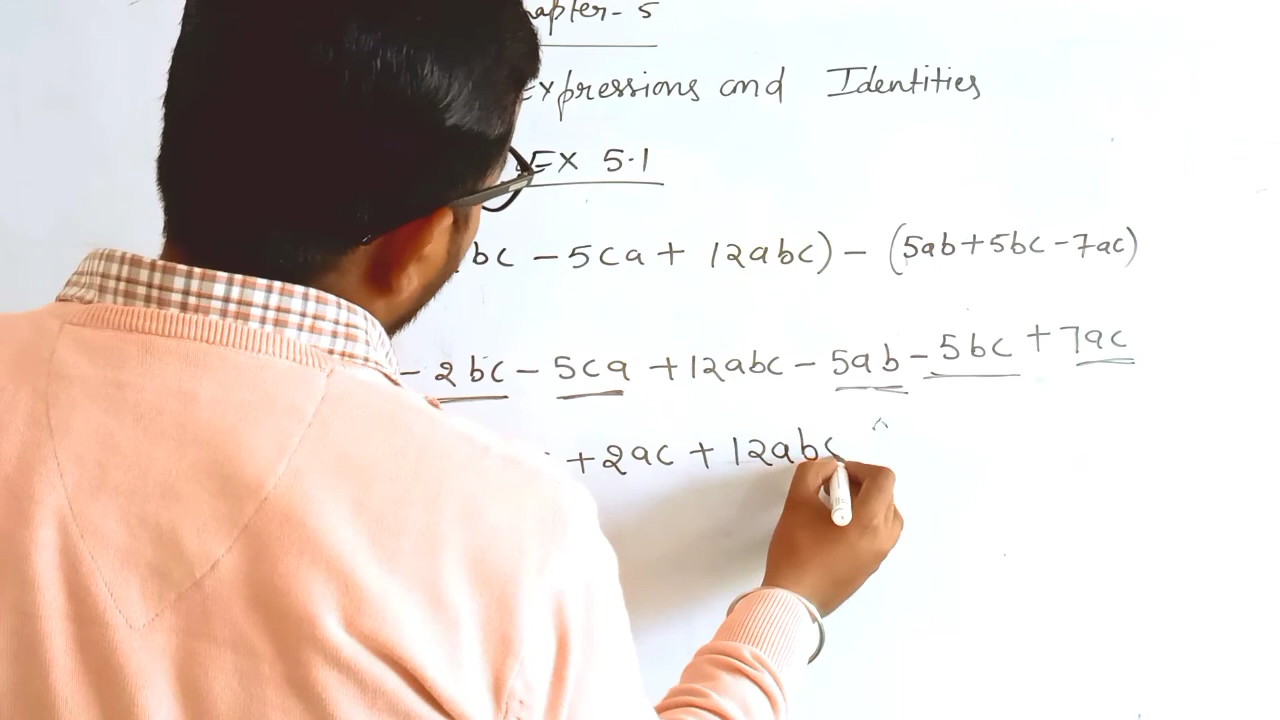 apter-5
Expressions and Identities
EX 5.1
bc - 5ca + 12abc) - (5ab+5bc-7ac)
- 2bc - 5ca + 12abc - 5ab - 5bc + 7ac
+2ac + 12abc